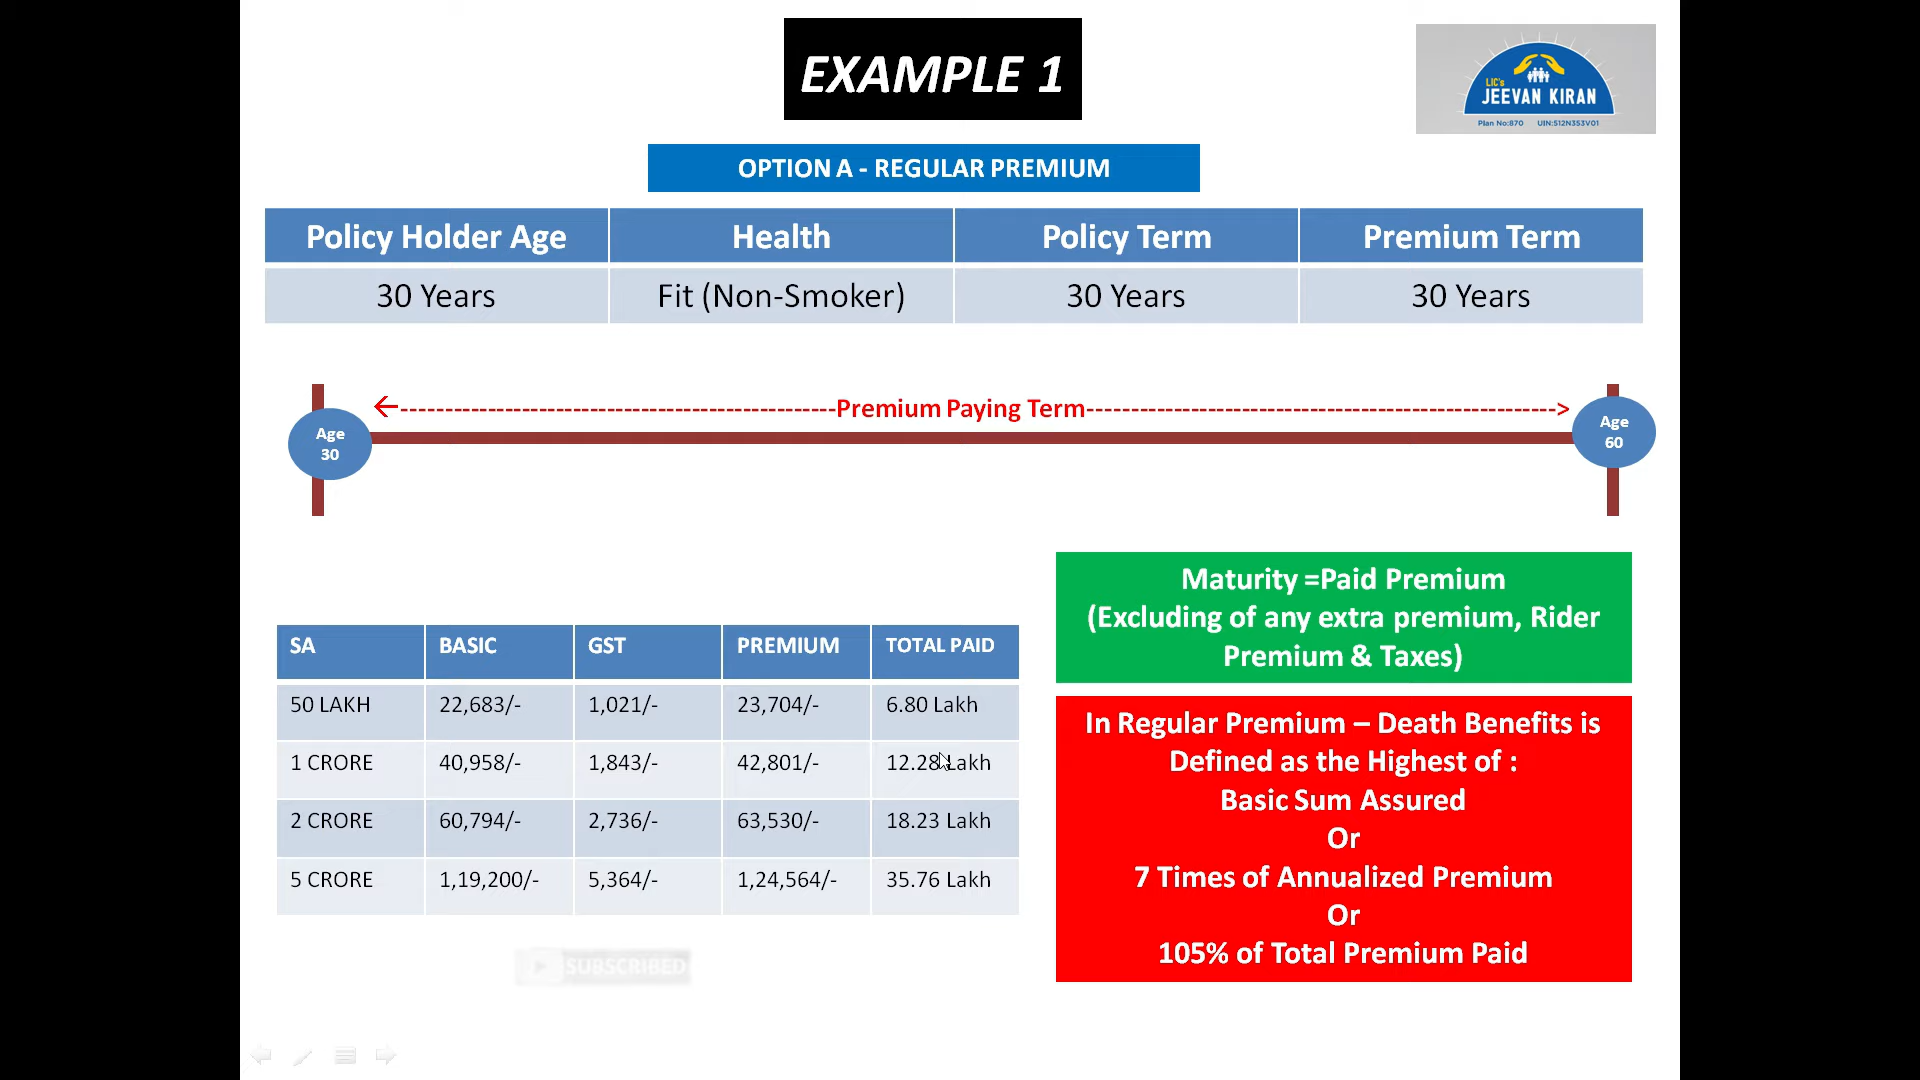 EXAMPLE 1
LIC's
JEEVAN KIRAN
Plan No:870 UIN:512N353V01
OPTION A - REGULAR PREMIUM
Policy Holder Age Health Policy Term Premium Term
30 Years Fit (Non-Smoker) 30 Years 30 Years
<---------------------------------------------Premium Paying Term------------------------------------------------>
Age
30
Age
60
Maturity =Paid Premium
(Excluding of any extra premium, Rider
Premium & Taxes)
SA BASIC GST PREMIUM TOTAL PAID
50 LAKH 22,683/- 1,021/- 23,704/- 6.80 Lakh
1 CRORE 40,958/- 1,843/- 42,801/- 12.28 Lakh
2 CRORE 60,794/- 2,736/- 63,530/- 18.23 Lakh
5 CRORE 1,19,200/- 5,364/- 1,24,564/- 35.76 Lakh
In Regular Premium – Death Benefits is
Defined as the Highest of :
Basic Sum Assured
Or
7 Times of Annualized Premium
Or
105% of Total Premium Paid
SUBSCRIBED